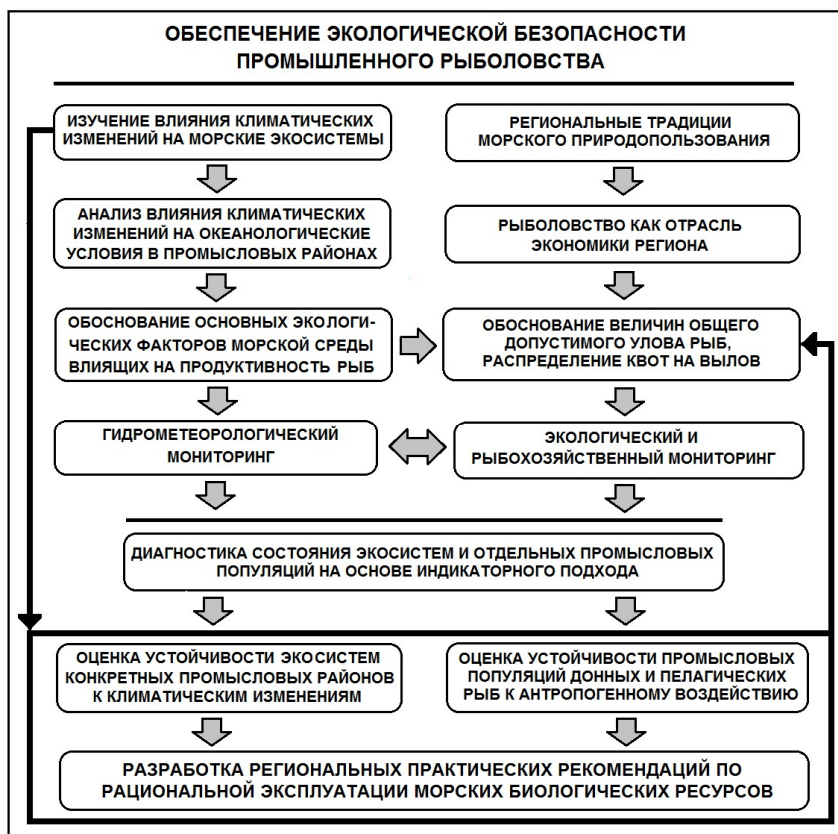 ОБЕСПЕЧЕНИЕ ЭКОЛОГИЧЕСКОЙ БЕЗОПАСНОСТИ
ПРОМЫШЛЕННОГО РЫБОЛОВСТВА
ИЗУЧЕНИЕ ВЛИЯНИЯ КЛИМАТИЧЕСКИХ
ИЗМЕНЕНИЙ НА МОРСКИЕ ЭКОСИСТЕМЫ
РЕГИОНАЛЬНЫЕ ТРАДИЦИИ
МОРСКОГО ПРИРОДОПОЛЬЗОВАНИЯ
АНАЛИЗ ВЛИЯНИЯ КЛИМАТИЧЕСКИХ
ИЗМЕНЕНИЙ НА ОКЕАНОЛОГИЧЕСКИЕ
УСЛОВИЯ В ПРОМЫСЛОВЫХ РАЙОНАХ
РЫБОЛОВСТВО КАК ОТРАСЛЬ
ЭКОНОМИКИ РЕГИОНА
ОБОСНОВАНИЕ ОСНОВНЫХ ЭКОЛОГИ-
ЧЕСКИХ ФАКТОРОВ МОРСКОЙ СРЕДЫ
ВЛИЯЮЩИХ НА ПРОДУКТИВНОСТЬ РЫБ
ОБОСНОВАНИЕ ВЕЛИЧИН ОБЩЕГО
ДОПУСТИМОГО УЛОВА РЫБ,
РАСПРЕДЕЛЕНИЕ КВОТ НА ВЫЛОВ
ГИДРОМЕТЕОРОЛОГИЧЕСКИЙ
МОНИТОРИНГ
ЭКОЛОГИЧЕСКИЙ И
РЫБОХОЗЯЙСТВЕННЫЙ МОНИТОРИНГ
ДИАГНОСТИКА СОСТОЯНИЯ ЭКОСИСТЕМ И ОТДЕЛЬНЫХ ПРОМЫСЛОВЫХ
ПОПУЛЯЦИЙ НА ОСНОВЕ ИНДИКАТОРНОГО ПОДХОДА
ОЦЕНКА УСТОЙЧИВОСТИ ЭКОСИСТЕМ
КОНКРЕТНЫХ ПРОМЫСЛОВЫХ РАЙОНОВ
К КЛИМАТИЧЕСКИМ ИЗМЕНЕНИЯМ
ОЦЕНКА УСТОЙЧИВОСТИ ПРОМЫСЛОВЫХ
ПОПУЛЯЦИЙ ДОННЫХ И ПЕЛАГИЧЕСКИХ
РЫБ К АНТРОПОГЕННОМУ ВОЗДЕЙСТВИЮ
РАЗРАБОТКА РЕГИОНАЛЬНЫХ ПРАКТИЧЕСКИХ РЕКОМЕНДАЦИЙ ПО
РАЦИОНАЛЬНОЙ ЭКСПЛУАТАЦИИ МОРСКИХ БИОЛОГИЧЕСКИХ РЕСУРСОВ